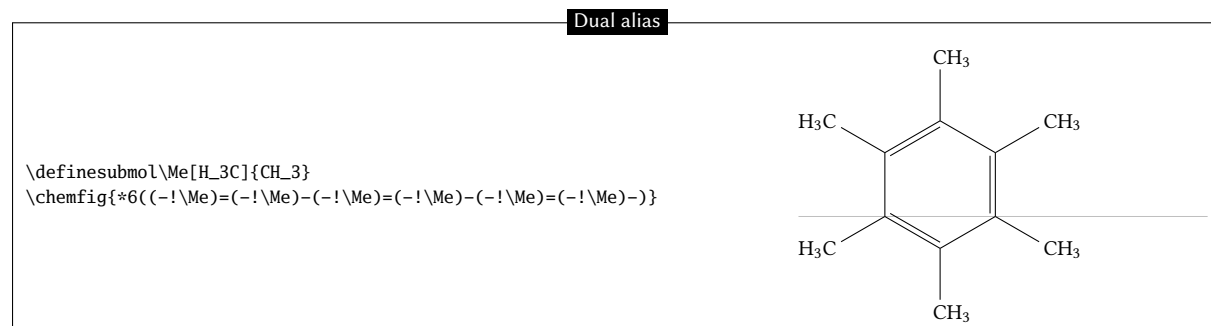 Dual alias
\definesubmol\Me[H_3C]{CH_3}
\chemfig{*6((-!\Me)=(-!\Me)-(-!\Me)=(-!\Me)-(-!\Me)=(-!\Me)-)}
CH₃
H₃C CH₃
H₃C CH₃
CH₃